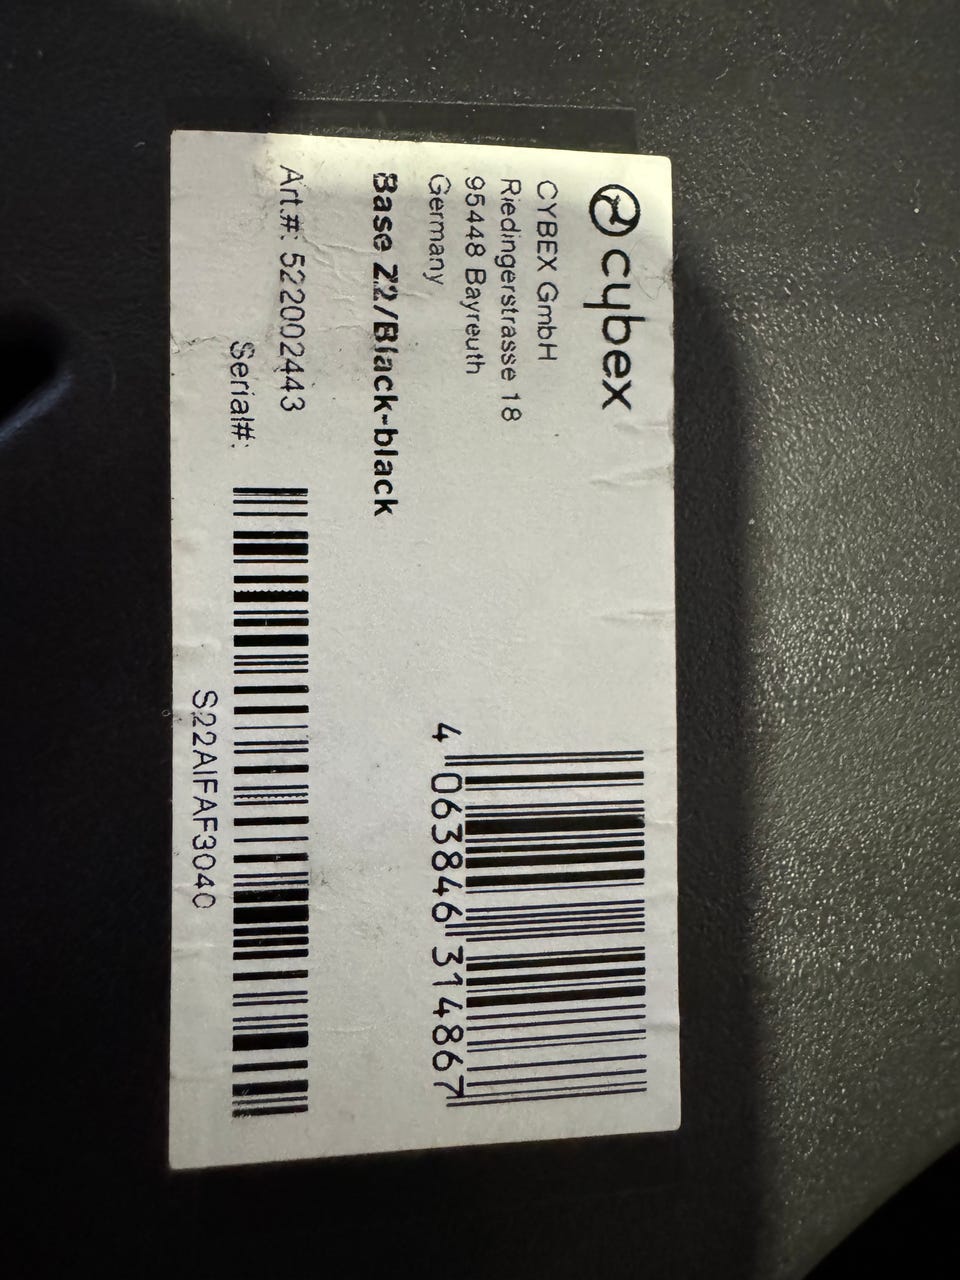 cybex
CYBEX GmbH
Riedingerstrasse 18
95448 Bayreuth
Germany
4 063846 314867
Base Z2/Black-black
Art.#: 522002443
Serial#:
S22AIFAF3040